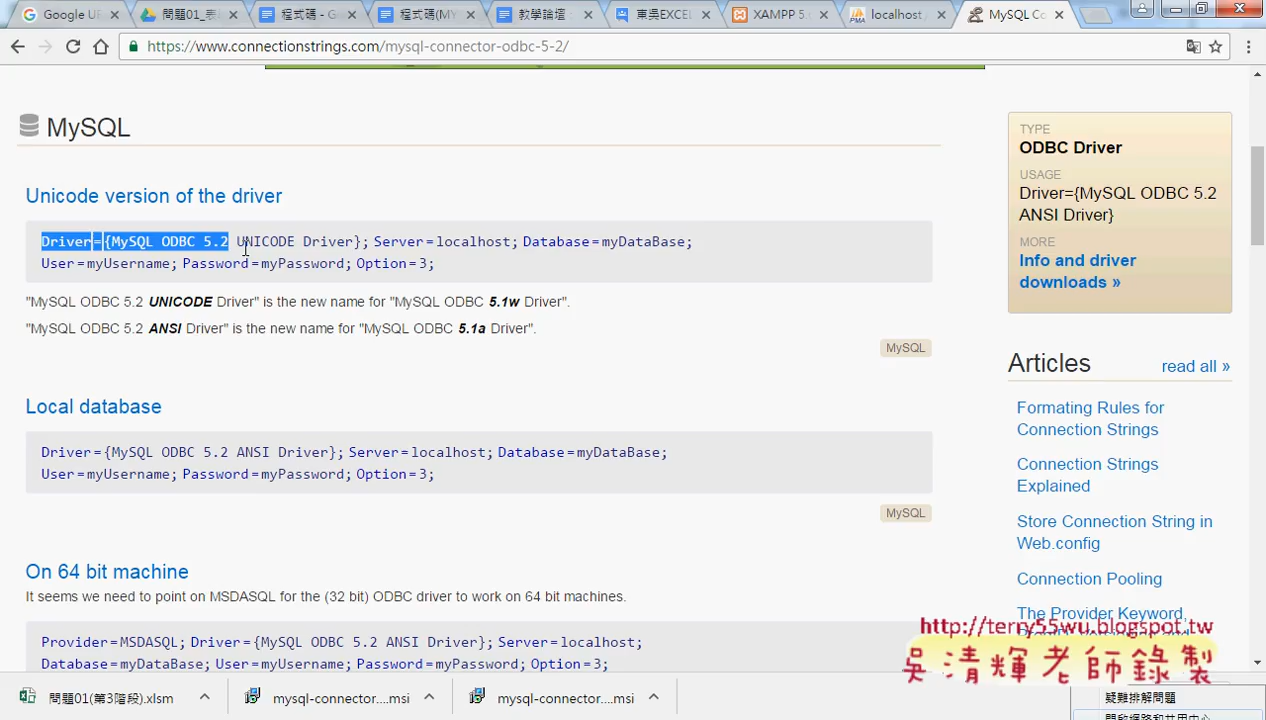 Google U
問題01_表
程式碼 - G
程式碼(MY
教學論壇
東吳EXCEL
XAMPP 5.
localhost
MySQL Co
https://www.connectionstrings.com/mysql-connector-odbc-5-2/
MySQL
Unicode version of the driver
Driver={MySQL ODBC 5.2 UNICODE Driver}; Server=localhost; Database=myDataBase;
User=myUsername; Password=myPassword; Option=3;
"MySQL ODBC 5.2 UNICODE Driver" is the new name for "MySQL ODBC 5.1w Driver".
"MySQL ODBC 5.2 ANSI Driver" is the new name for "MySQL ODBC 5.1a Driver".
MySQL
Local database
Driver={MySQL ODBC 5.2 ANSI Driver}; Server=localhost; Database=myDataBase;
User=myUsername; Password=myPassword; Option=3;
MySQL
On 64 bit machine
It seems we need to point on MSDASQL for the (32 bit) ODBC driver to work on 64 bit machines.
Provider=MSDASQL; Driver={MySQL ODBC 5.2 ANSI Driver}; Server=localhost;
Database=myDataBase; User=myUsername; Password=myPassword; Option=3;
TYPE
ODBC Driver
USAGE
Driver={MySQL ODBC 5.2
ANSI Driver}
MORE
Info and driver
downloads »
Articles
read all »
Formating Rules for
Connection Strings
Connection Strings
Explained
Store Connection String in
Web.config
Connection Pooling
The Provider Keyword,
http://terry55wu.blogspot.tw
吳清輝老師錄製
問題01(第3階段).xlsm
mysql-connector....msi
mysql-connector....msi
疑難排解問題